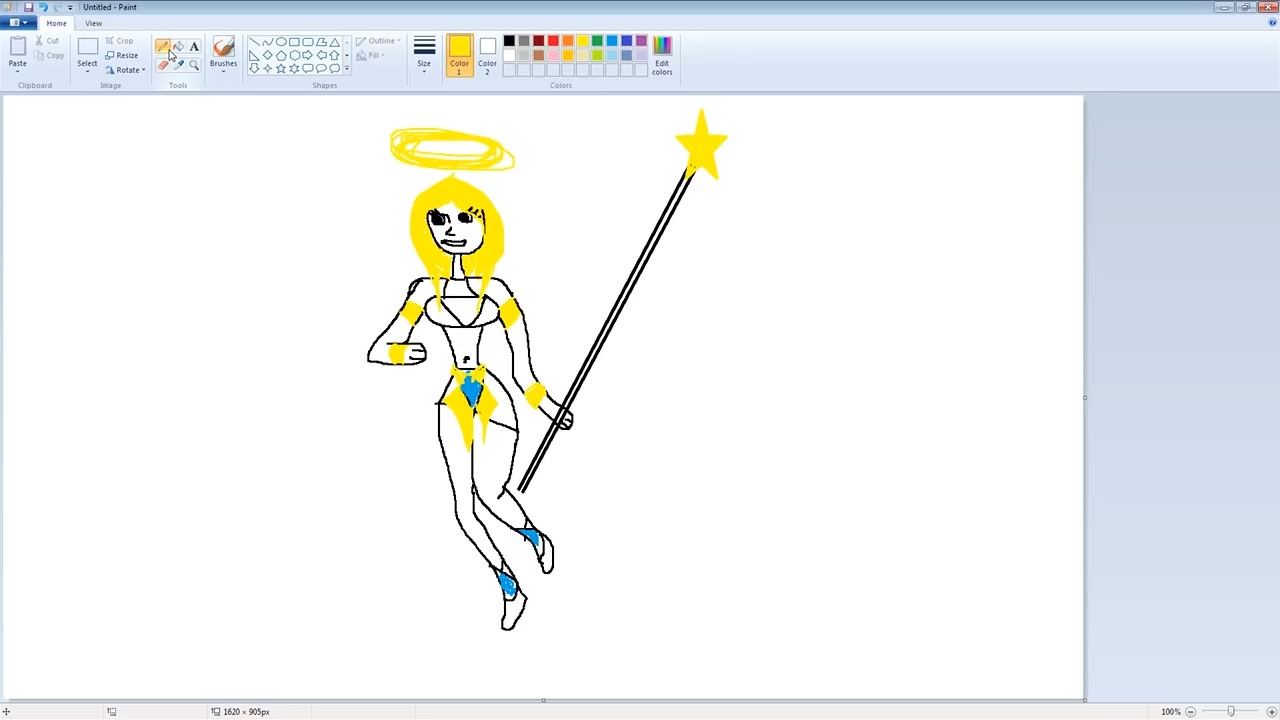 Untitled - Paint
Home View
Cut
Copy
Paste
Clipboard
Crop
Resize
Rotate
Select
Image
A
Tools
Brushes
Shapes
Outline
Fill
Size
Color 1
Color 2
Edit colors
Colors
1620 × 905px
100%